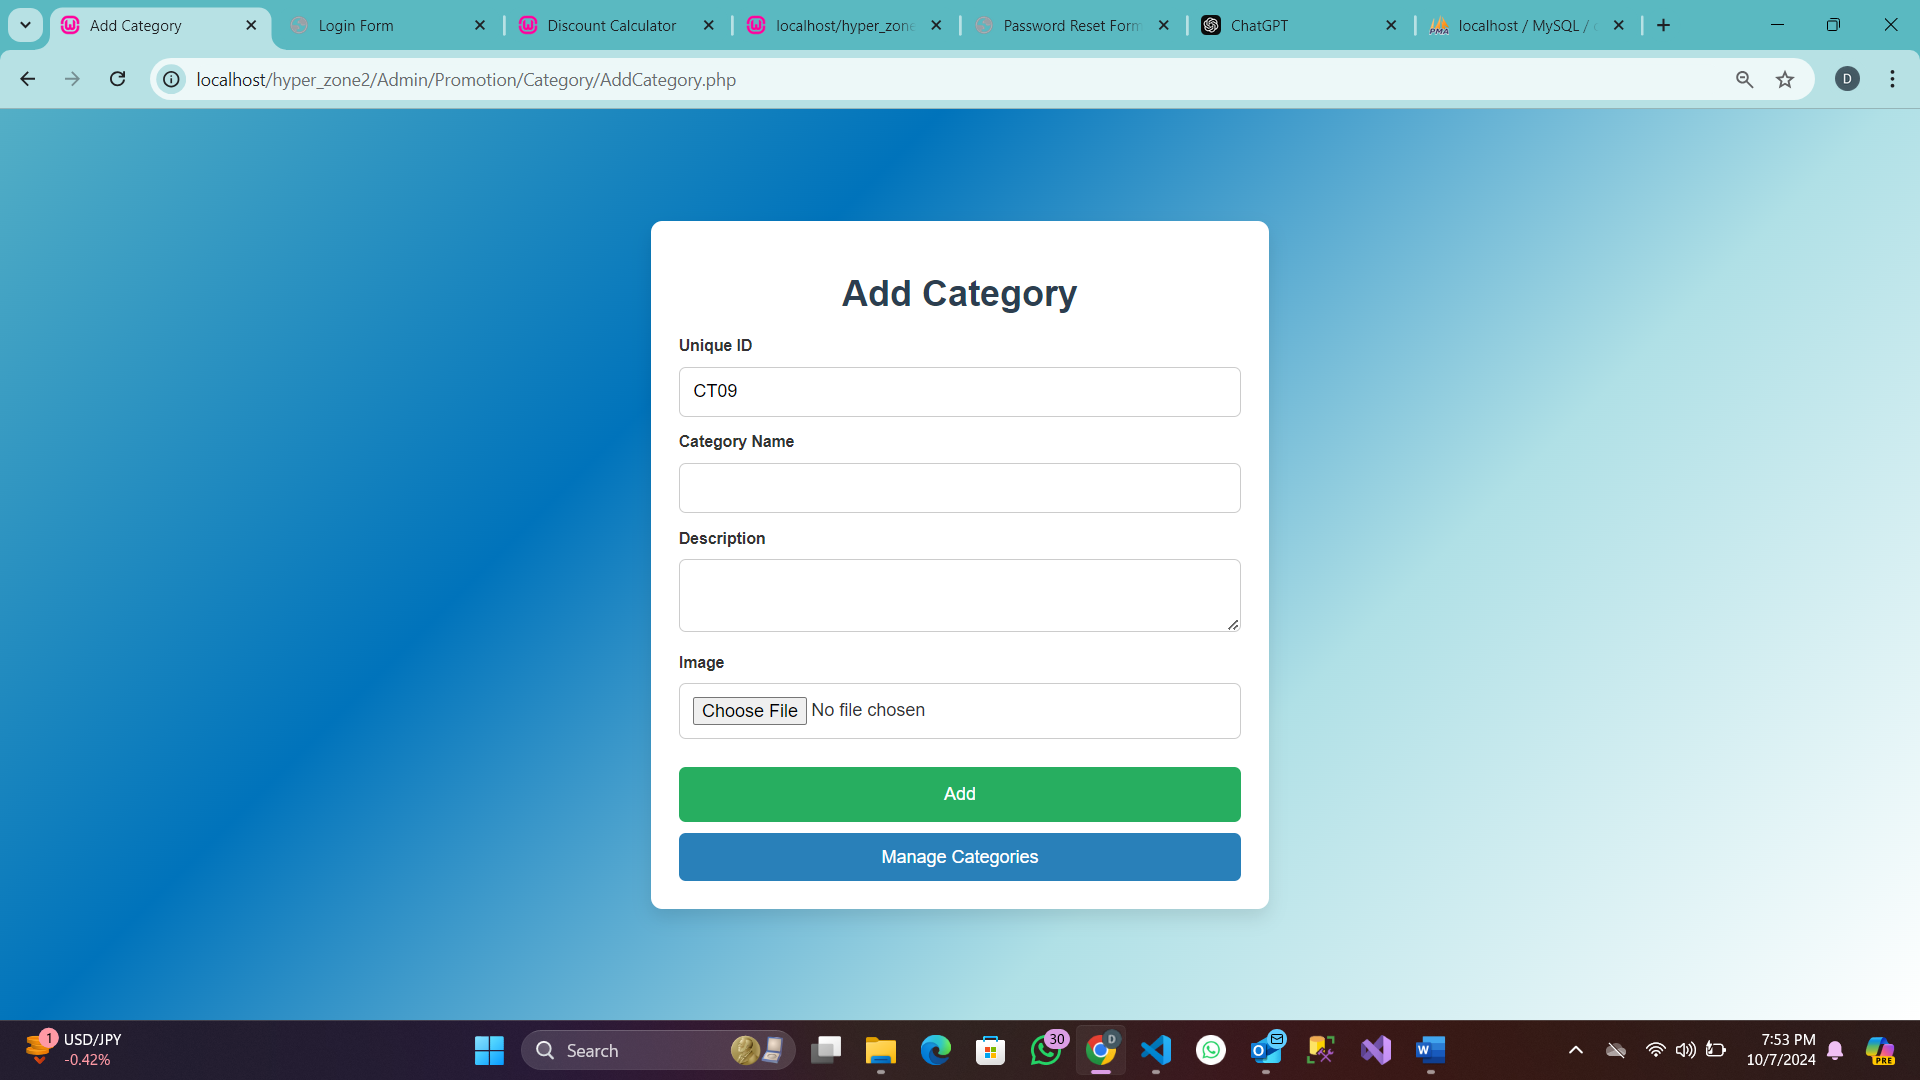 Add Category
Login Form
Discount Calculator
localhost/hyper_zone
Password Reset Form
ChatGPT
localhost / MySQL /
localhost/hyper_zone2/Admin/Promotion/Category/AddCategory.php
D
Add Category
Unique ID
CT09
Category Name
Description
Image
Choose File No file chosen
Add
Manage Categories
1
USD/JPY
-0.42%
Search
30
D
7:53 PM
10/7/2024
PRE